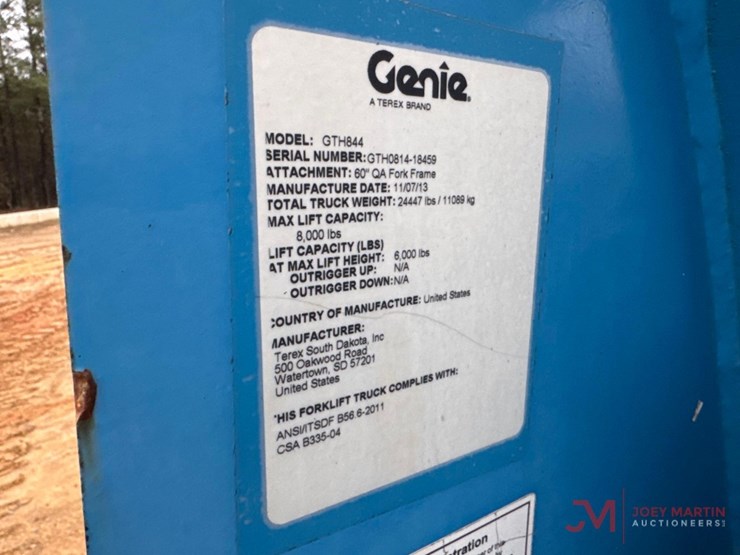 Genie
A TEREX BRAND
MODEL: GTH844
SERIAL NUMBER:GTH0814-18459
ATTACHMENT: 60" QA Fork Frame
MANUFACTURE DATE: 11/07/13
TOTAL TRUCK WEIGHT: 24447 lbs / 11089 kg
MAX LIFT CAPACITY:
8,000 lbs
LIFT CAPACITY (LBS)
AT MAX LIFT HEIGHT: 6,000 lbs
OUTRIGGER UP: N/A
OUTRIGGER DOWN:N/A
COUNTRY OF MANUFACTURE: United States
MANUFACTURER:
Terex South Dakota, Inc
500 Oakwood Road
Watertown, SD 57201
United States
THIS FORKLIFT TRUCK COMPLIES WITH:
ANSI/ITSDF B56.6-2011
CSA B335-04
of this
JM JOEY MARTIN
AUCTIONEERS